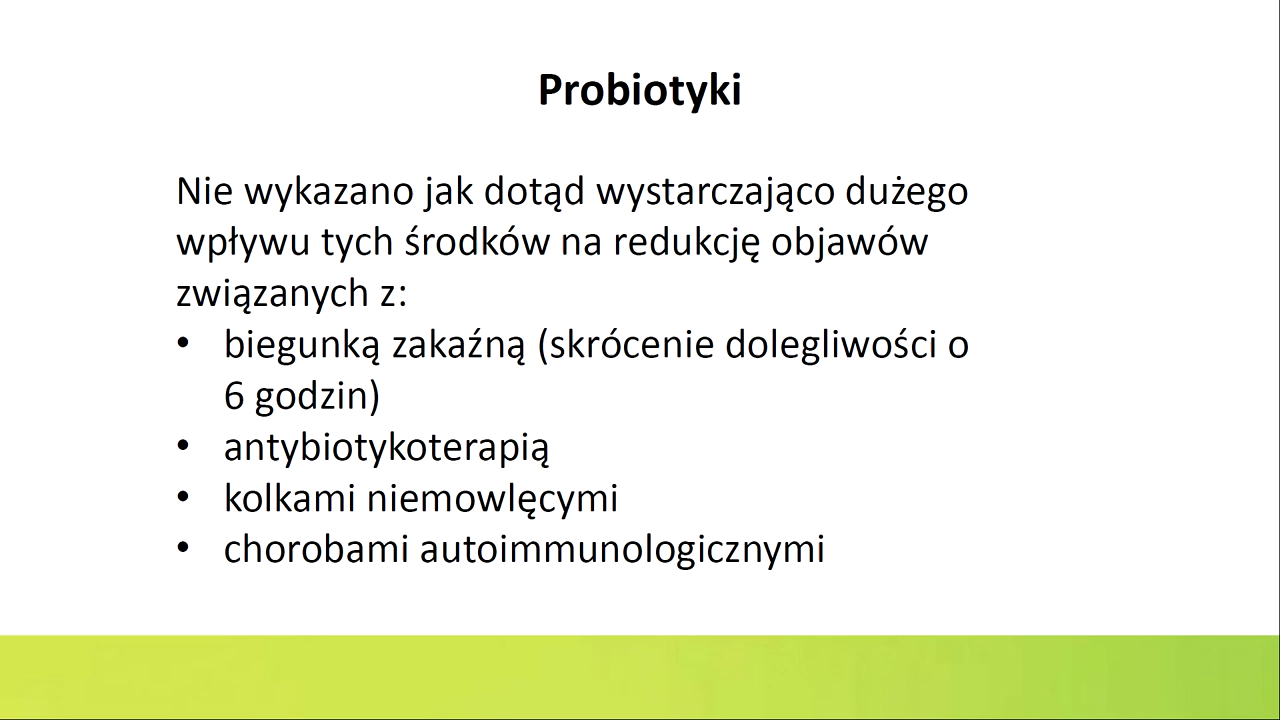 Probiotyki
Nie wykazano jak dotąd wystarczająco dużego
wpływu tych środków na redukcję objawów
związanych z:
• biegunką zakaźną (skrócenie dolegliwości o
6 godzin)
• antybiotykoterapią
• kolkami niemowlęcymi
• chorobami autoimmunologicznymi